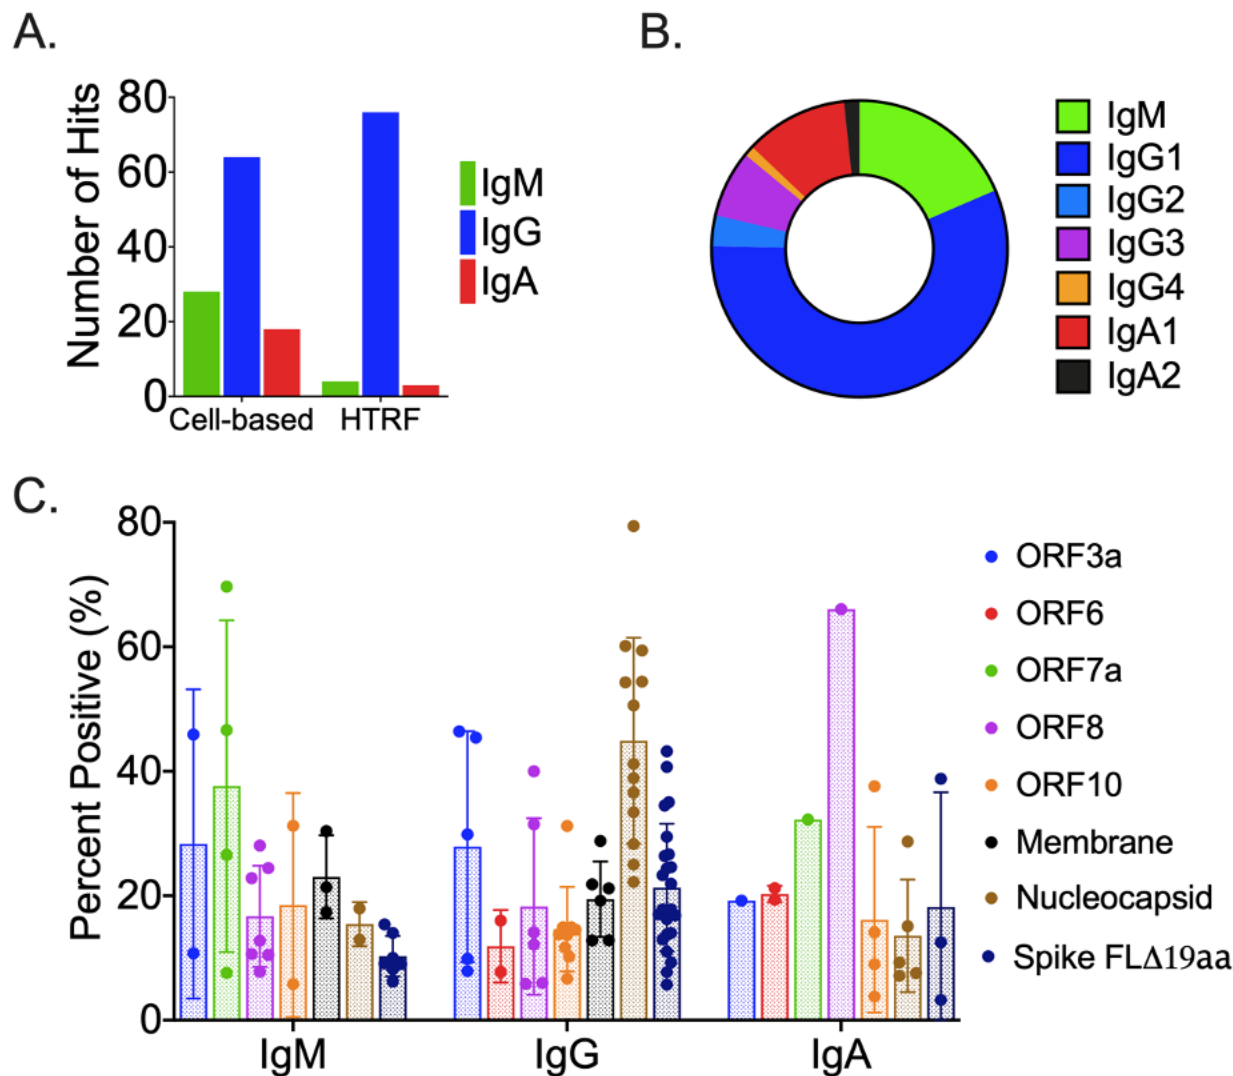 A.
Number of Hits
80
60
40
20
0
Cell-based
HTRF
IgM
IgG
IgA
B.
IgM
IgG1
IgG2
IgG3
IgG4
IgA1
IgA2
C.
Percent Positive (%)
80
60
40
20
0
IgM
IgG
IgA
ORF3a
ORF6
ORF7a
ORF8
ORF10
Membrane
Nucleocapsid
Spike FLΔ19aa